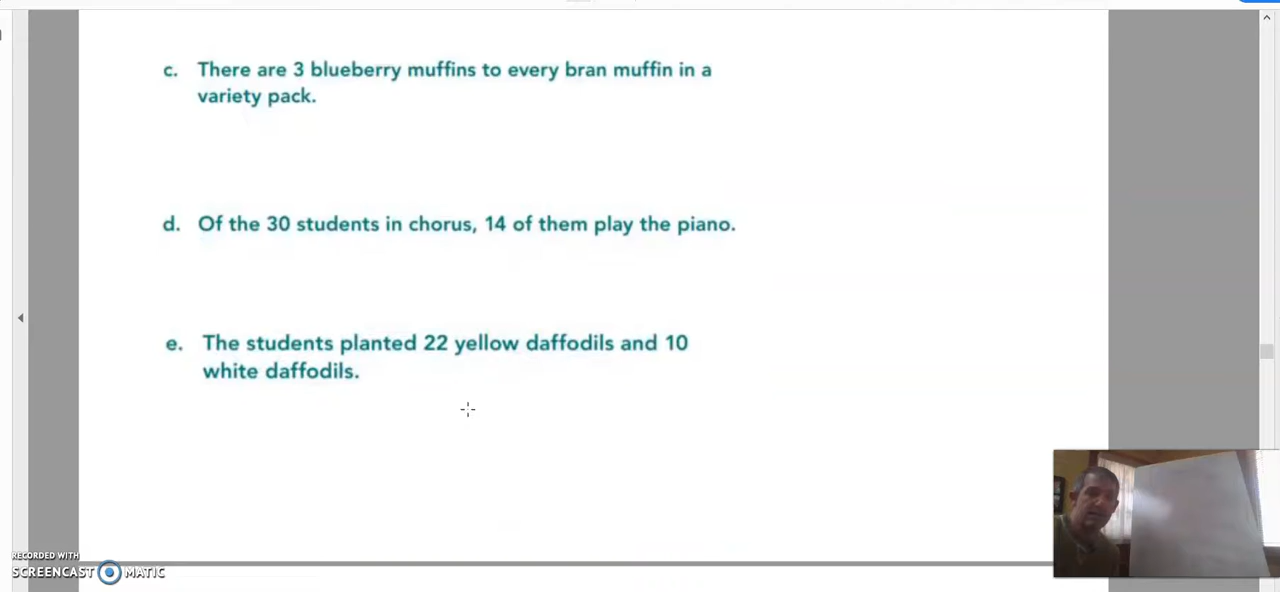 c. There are 3 blueberry muffins to every bran muffin in a
variety pack.
d. Of the 30 students in chorus, 14 of them play the piano.
e. The students planted 22 yellow daffodils and 10
white daffodils.
RECORDED WITH
SCREENCAST MATIC